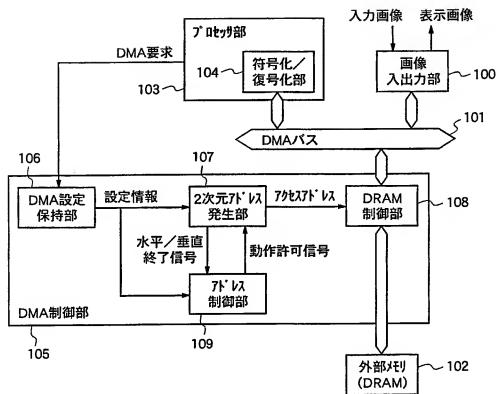 入力画像 表示画像
プロセッサ部
DMA要求
104
符号化／
復号化部
103
画像
入出力部
100
101
DMAバス
106
107
DMA設定
保持部
設定情報
2次元アドレス
発生部
アクセスアドレス
DRAM
制御部
108
水平／垂直
終了信号
動作許可信号
アドレス
制御部
DMA制御部
109
105
外部メモリ
(DRAM)
102